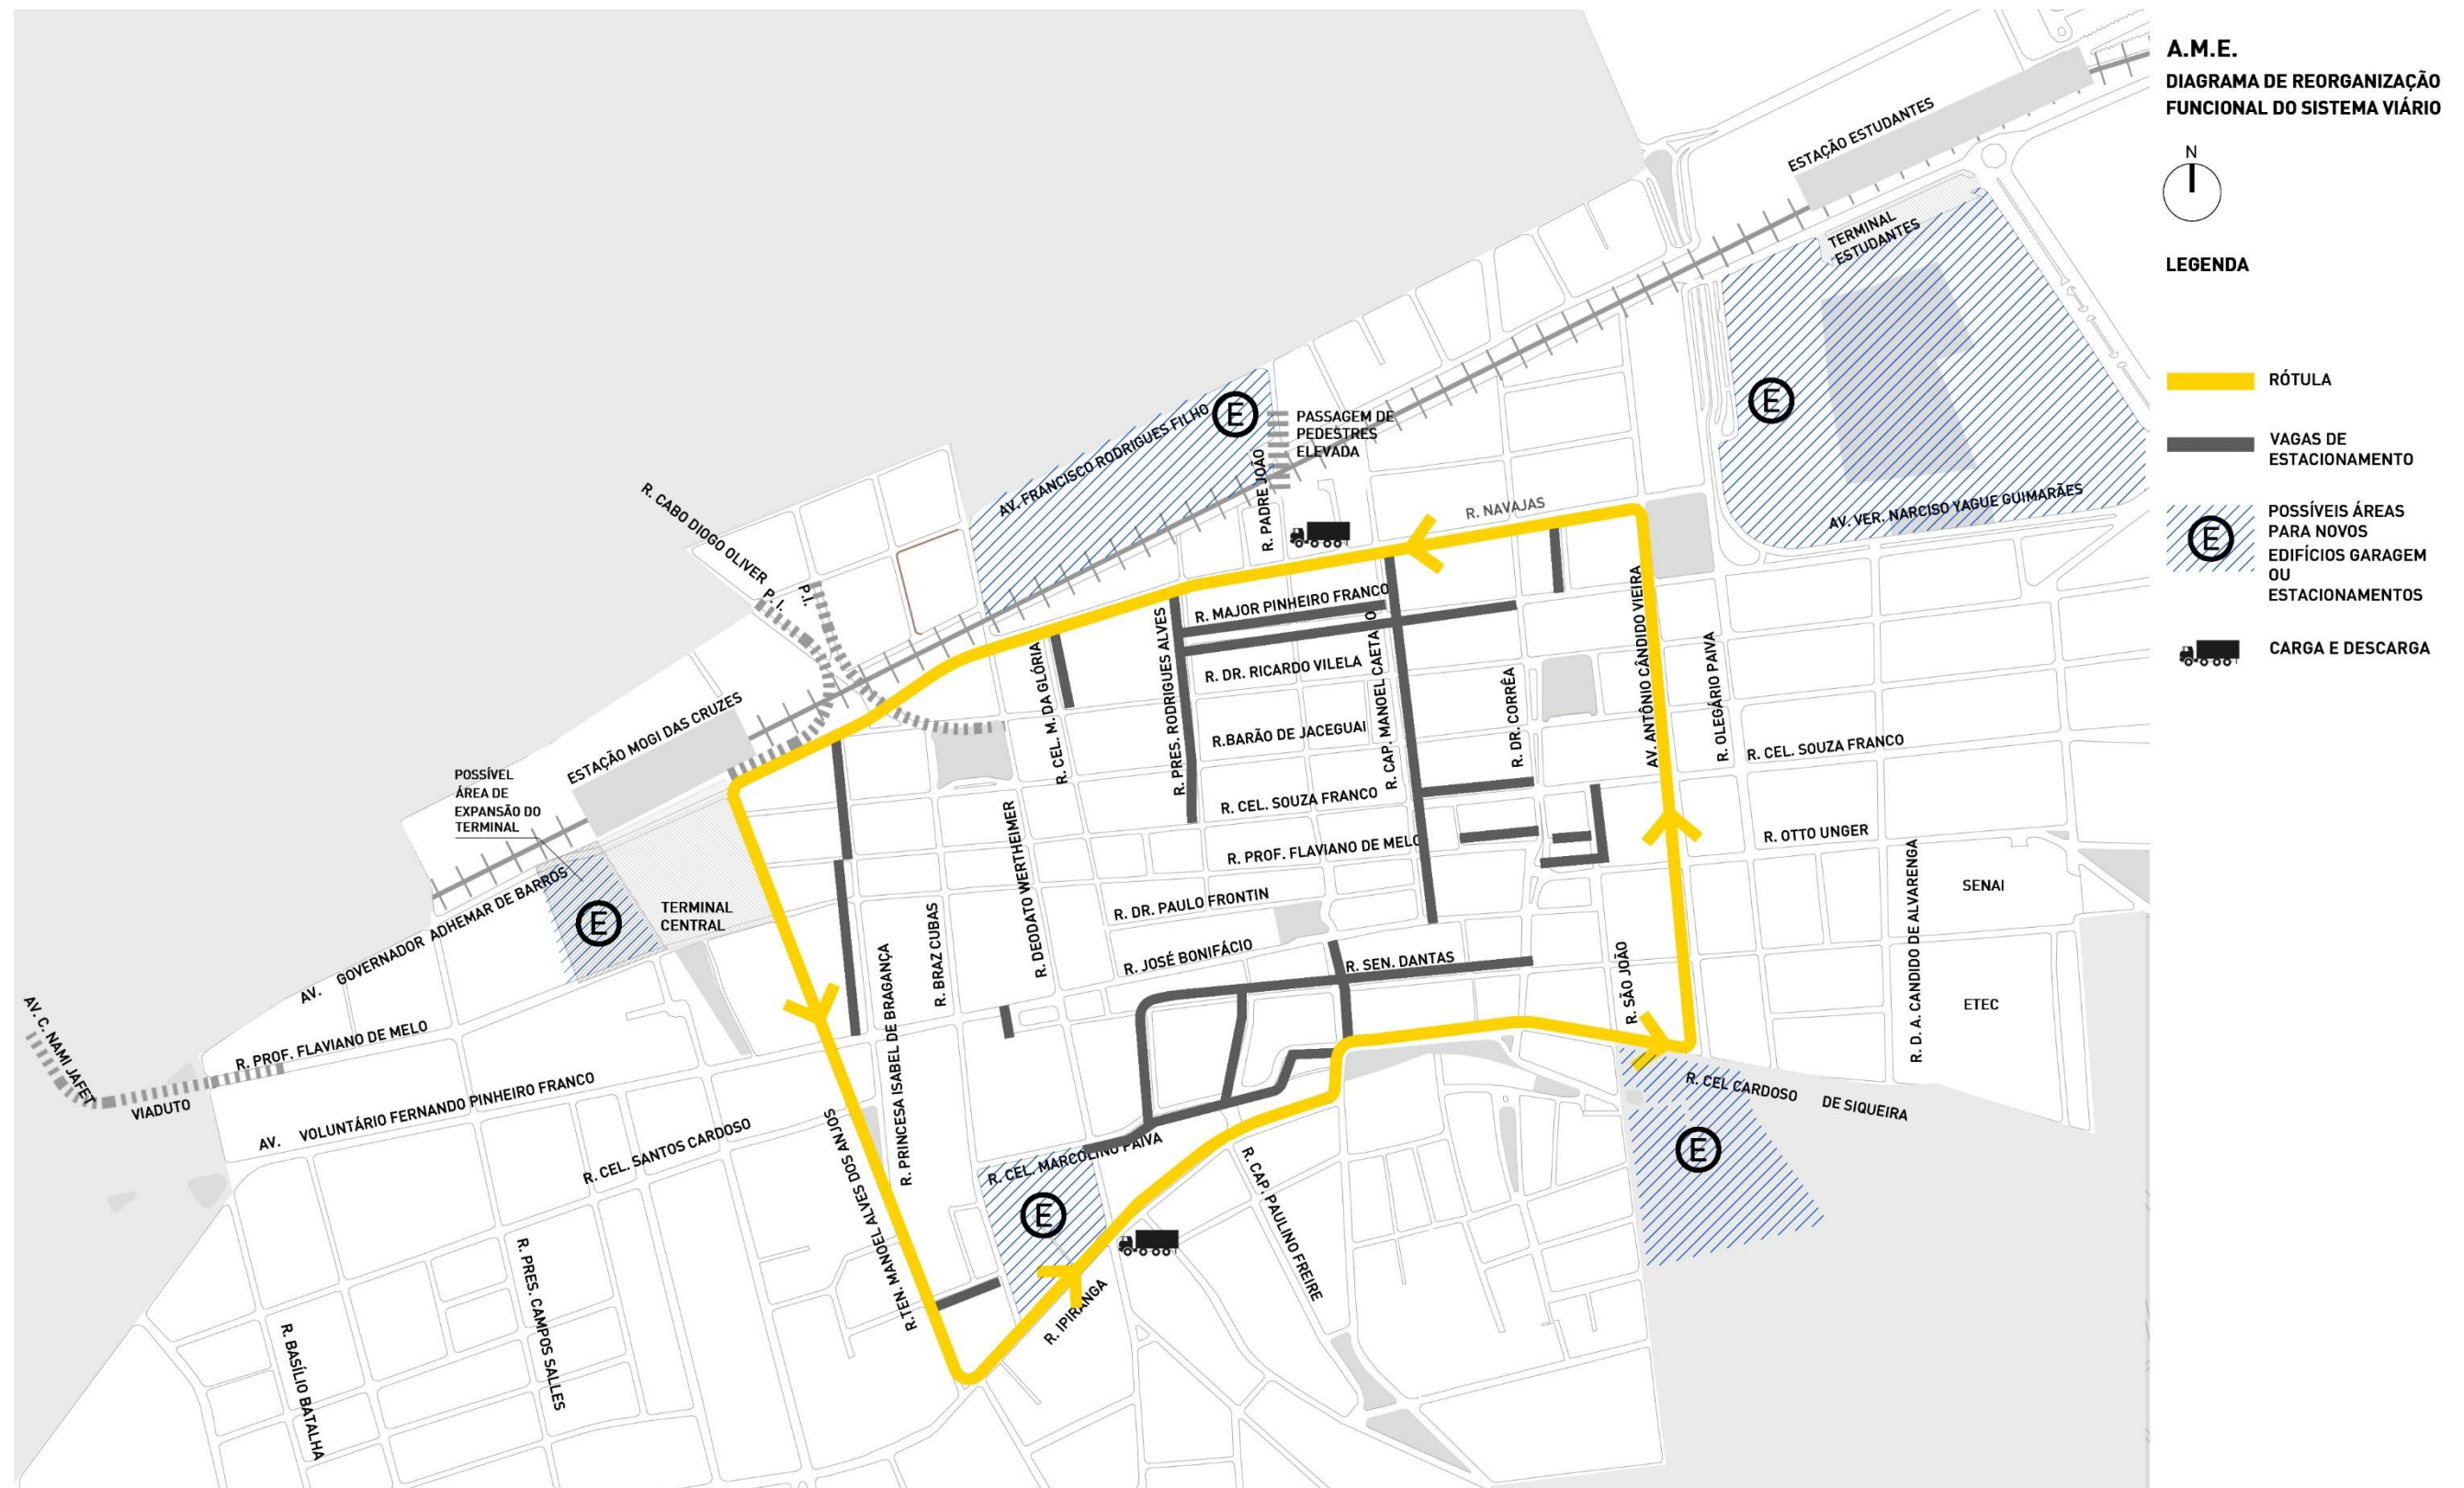 A.M.E.
DIAGRAMA DE REORGANIZAÇÃO
FUNCIONAL DO SISTEMA VIÁRIO
N
LEGENDA
RÓTULA
VAGAS DE
ESTACIONAMENTO
E
POSSÍVEIS ÁREAS
PARA NOVOS
EDIFÍCIOS GARAGEM
OU
ESTACIONAMENTOS
CARGA E DESCARGA
ESTAÇÃO ESTUDANTES
TERMINAL
ESTUDANTES
E
AV. VER. NARCISO YAGUE GUIMARÃES
E
AV. FRANCISCO RODRIGUES FILHO
PASSAGEM DE
PEDESTRES
ELEVADA
R. PADRE JOÃO
R. NAVAJAS
R. CABO DIOGO OLIVER
P. I.
P.I.
R. MAJOR PINHEIRO FRANCO
R. DR. RICARDO VILELA
R.BARÃO DE JACEGUAI
R. CEL. SOUZA FRANCO
R. PROF. FLAVIANO DE MELO
R. DR. PAULO FRONTIN
R. JOSÉ BONIFÁCIO
R. SEN. DANTAS
R. CEL. M. DA GLÓRIA
R. PRES. RODRIGUES ALVES
R. CAP. MANOEL CAETANO
R. DR. CORRÊA
AV. ANTÔNIO CÂNDIDO VIEIRA
R. OLEGÁRIO PAIVA
R. CEL. SOUZA FRANCO
R. OTTO UNGER
R. D. A. CANDIDO DE ALVARENGA
SENAI
ETEC
R. SÃO JOÃO
R. CEL CARDOSO DE SIQUEIRA
E
ESTAÇÃO MOGI DAS CRUZES
POSSÍVEL
ÁREA DE
EXPANSÃO DO
TERMINAL
E
TERMINAL
CENTRAL
AV. GOVERNADOR ADHEMAR DE BARROS
R. PROF. FLAVIANO DE MELO
AV. C. NAMI JAFET
VIADUTO
AV. VOLUNTÁRIO FERNANDO PINHEIRO FRANCO
R. CEL. SANTOS CARDOSO
R. DEODATO WERTHEIMER
R. BRAZ CUBAS
R. PRINCESA ISABEL DE BRAGANÇA
R. TEN. MANOEL ALVES DOS ANJOS
R. CEL. MARCOLINO PAIVA
E
R. IPIRANGA
R. CAP. PAULINO FREIRE
R. PRES. CAMPOS SALLES
R. BASÍLIO BATALHA